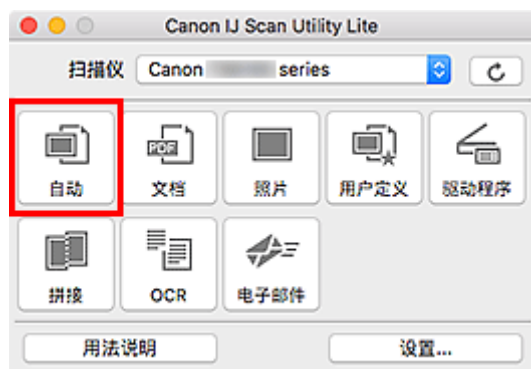 Canon IJ Scan Utility Lite
扫描仪 Canon series
PDF
自动 文档 照片 用户定义 驱动程序
拼接 OCR 电子邮件
用法说明 设置...